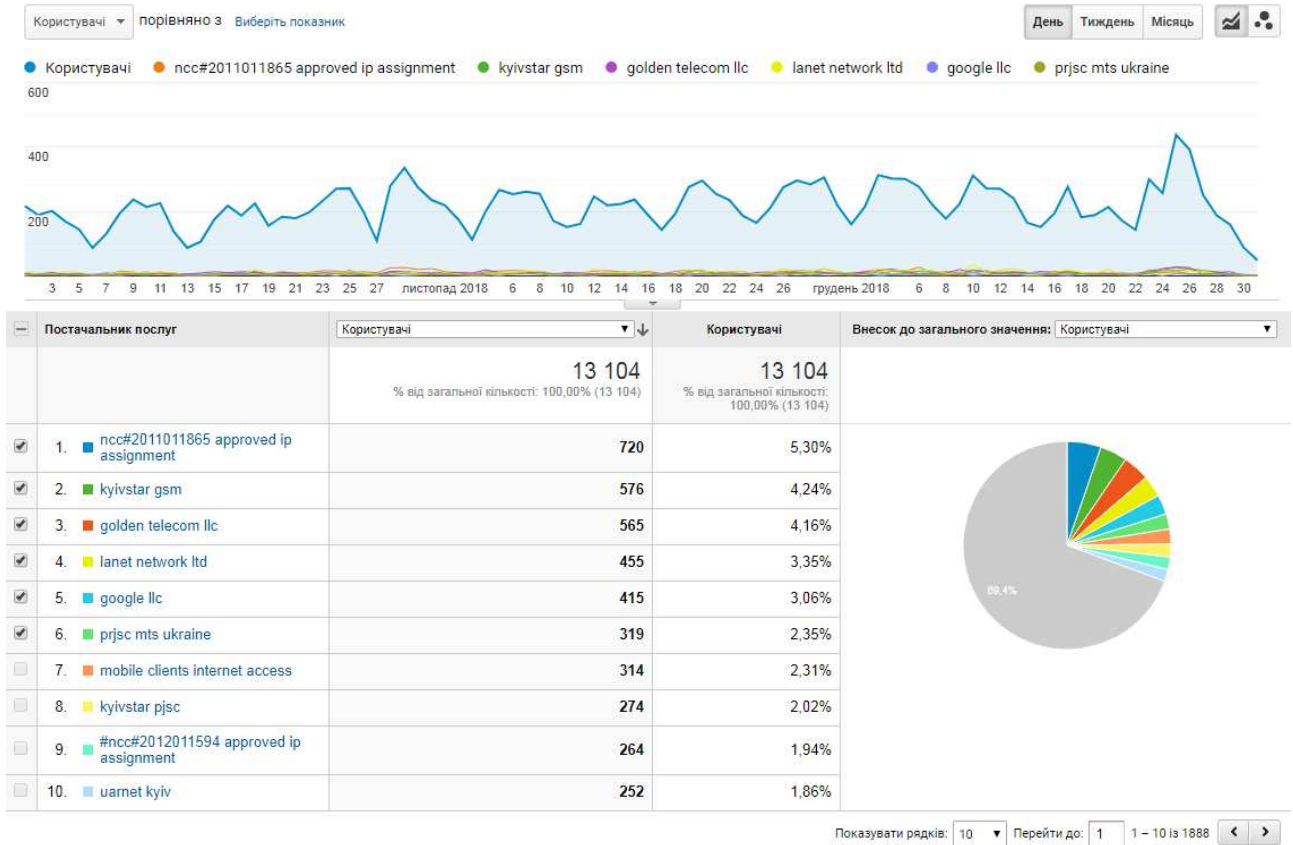 Користувачі порівняно з Виберіть показник День Тиждень Місяць
Користувачі ncc#2011011865 approved ip assignment kyivstar gsm golden telecom llc lanet network ltd google llc prjsc mts ukraine
600
400
200
3 5 7 9 11 13 15 17 19 21 23 25 27 листопад 2018 6 8 10 12 14 16 18 20 22 24 26 грудень 2018 6 8 10 12 14 16 18 20 22 24 26 28 30
Постачальник послуг Користувачі Користувачі Внесок до загального значення: Користувачі
13 104 13 104
% від загальної кількості: 100,00% (13 104) % від загальної кількості:
100,00% (13 104)
1. ncc#2011011865 approved ip
assignment 720 5,30%
2. kyivstar gsm 576 4,24%
3. golden telecom llc 565 4,16%
4. lanet network ltd 455 3,35%
5. google llc 415 3,06%
69,4%
6. prjsc mts ukraine 319 2,35%
7. mobile clients internet access 314 2,31%
8. kyivstar pjsc 274 2,02%
9. #ncc#2012011594 approved ip
assignment 264 1,94%
10. uarnet kyiv 252 1,86%
Показувати рядків: 10 Перейти до: 1 1 – 10 із 1888